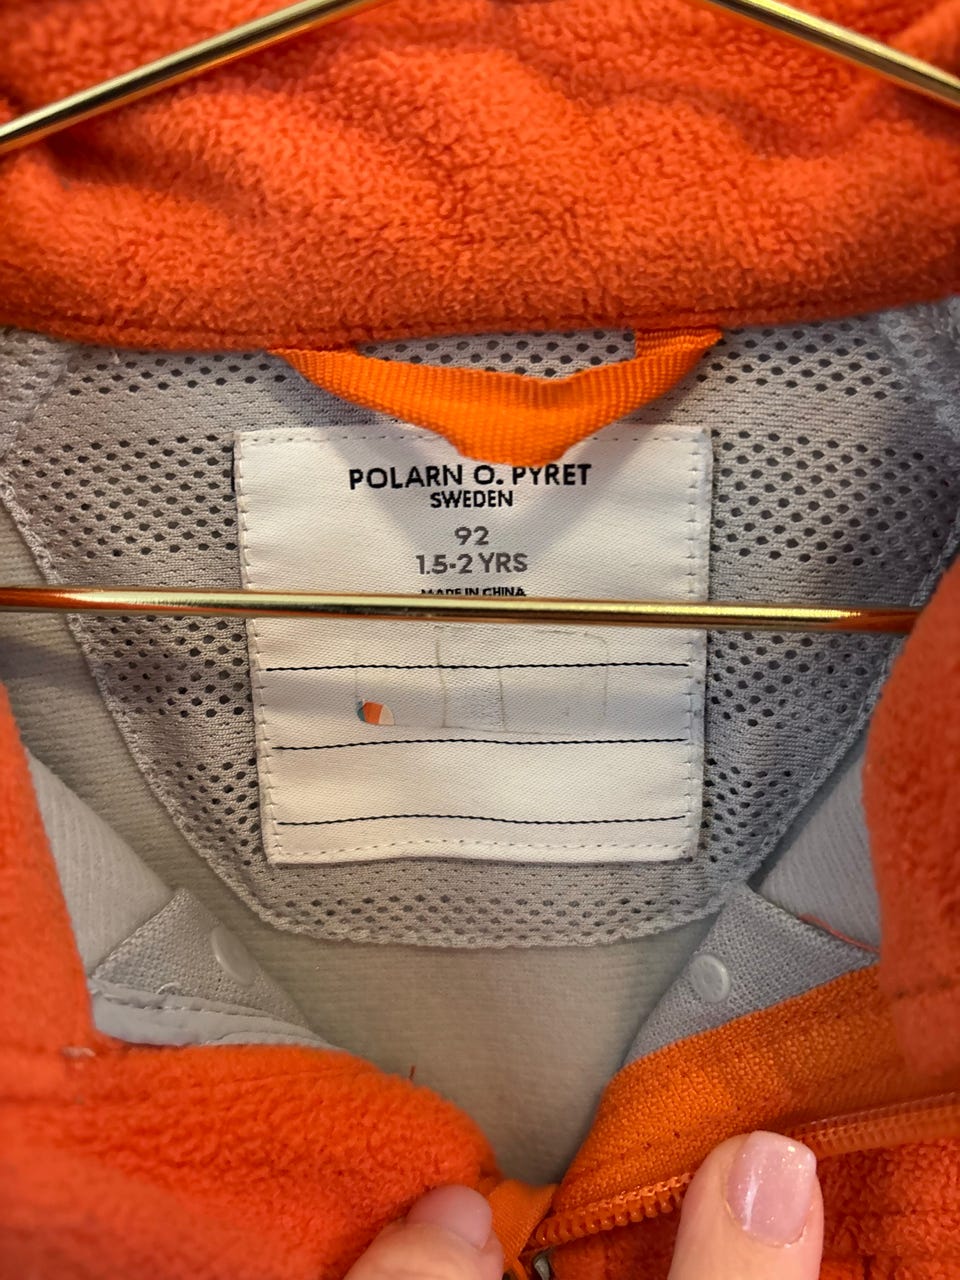 POLARN O. PYRET
SWEDEN
92
1.5-2 YRS
MADE IN CHINA